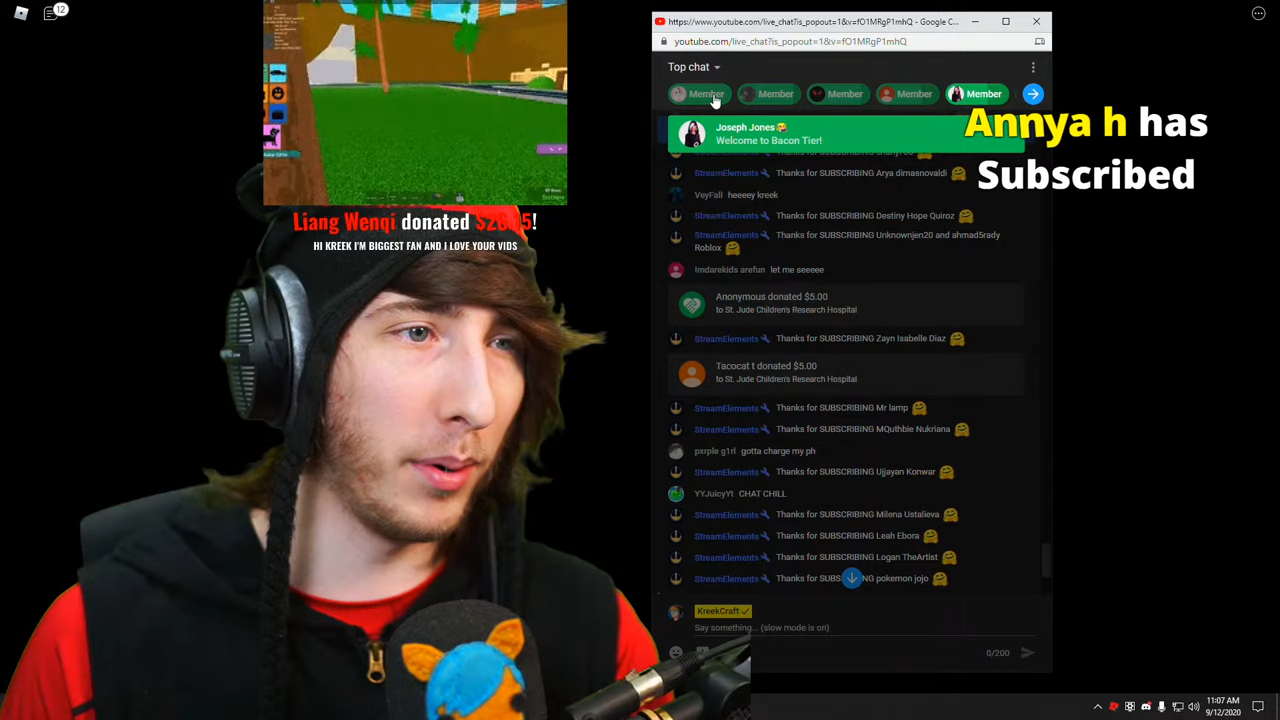 12
https://www.youtube.com/live_chat?is_popout=1&v=fO1MRgP1mhQ - Google C...
youtube.com/live_chat?is_popout=1&v=fO1MRgP1mhQ
Top chat
Member Member Member Member Member
Joseph Jones🤣
Welcome to Bacon Tier!
Annya h has
Subscribed
StreamElements Thanks for SUBSCRIBING Arya dirnasnovaldi 🤗
VeyFall heeeey kreek
StreamElements Thanks for SUBSCRIBING Destiny Hope Quiroz 🤗
StreamElements Thanks for SUBSCRIBING Unknownjen20 and ahmad5rady
Roblox 🤗
Imdarekids arefun let me seeeee
Anonymous donated $5.00
to St. Jude Children's Research Hospital
StreamElements Thanks for SUBSCRIBING Zayn Isabelle Diaz 🤗
Tacocat t donated $5.00
to St. Jude Children's Research Hospital
StreamElements Thanks for SUBSCRIBING Mr lamp 🤗
StreamElements Thanks for SUBSCRIBING MQuthbie Nukriana 🤗
pxrple g1rl gotta charge my ph
StreamElements Thanks for SUBSCRIBING Ujjayan Konwar 🤗
YYJuicyYt CHAT CHILL
StreamElements Thanks for SUBSCRIBING Milena Ustalieva 🤗
StreamElements Thanks for SUBSCRIBING Leah Ebora 🤗
StreamElements Thanks for SUBSCRIBING Logan TheArtist 🤗
StreamElements Thanks for SUBS NG pokemon jojo 🤗
KreekCraft ✓
Say something... (slow mode is on)
0/200
Liang Wenqi donated
HI KREEK I'M BIGGEST FAN AND I LOVE YOUR VIDS
11:07 AM
9/12/2020